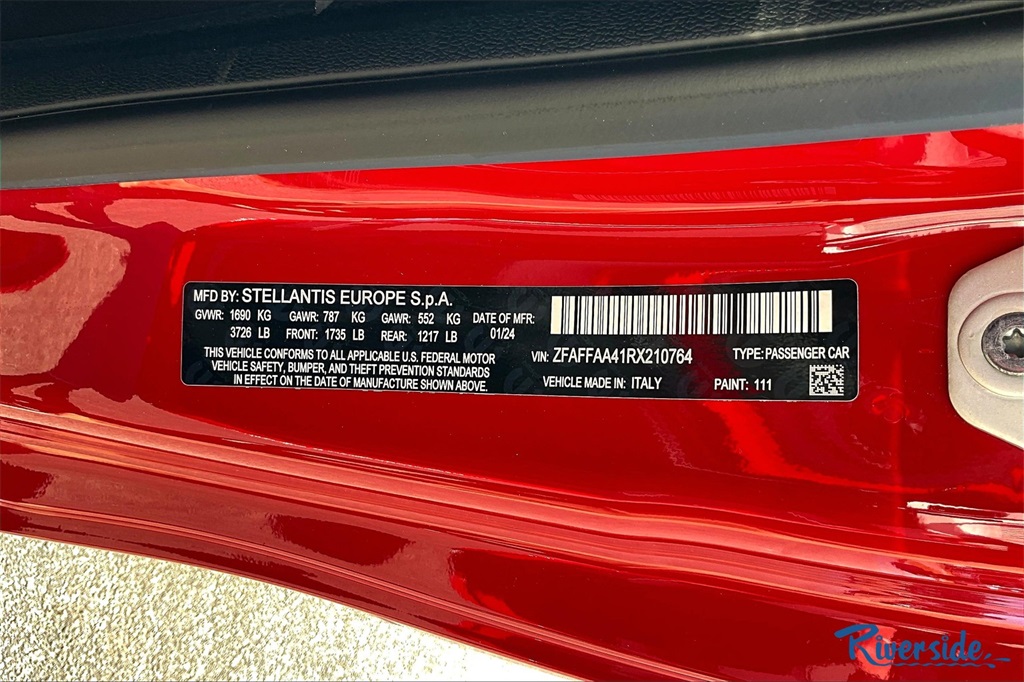 MFD BY: STELLANTIS EUROPE S.p.A.
GVWR: 1690 KG GAWR: 787 KG GAWR: 552 KG DATE OF MFR:
3726 LB FRONT: 1735 LB REAR: 1217 LB 01/24
THIS VEHICLE CONFORMS TO ALL APPLICABLE U.S. FEDERAL MOTOR
VEHICLE SAFETY, BUMPER, AND THEFT PREVENTION STANDARDS
IN EFFECT ON THE DATE OF MANUFACTURE SHOWN ABOVE.
VIN: ZFAFFAA41RX210764 TYPE: PASSENGER CAR
VEHICLE MADE IN: ITALY PAINT: 111
Riverside